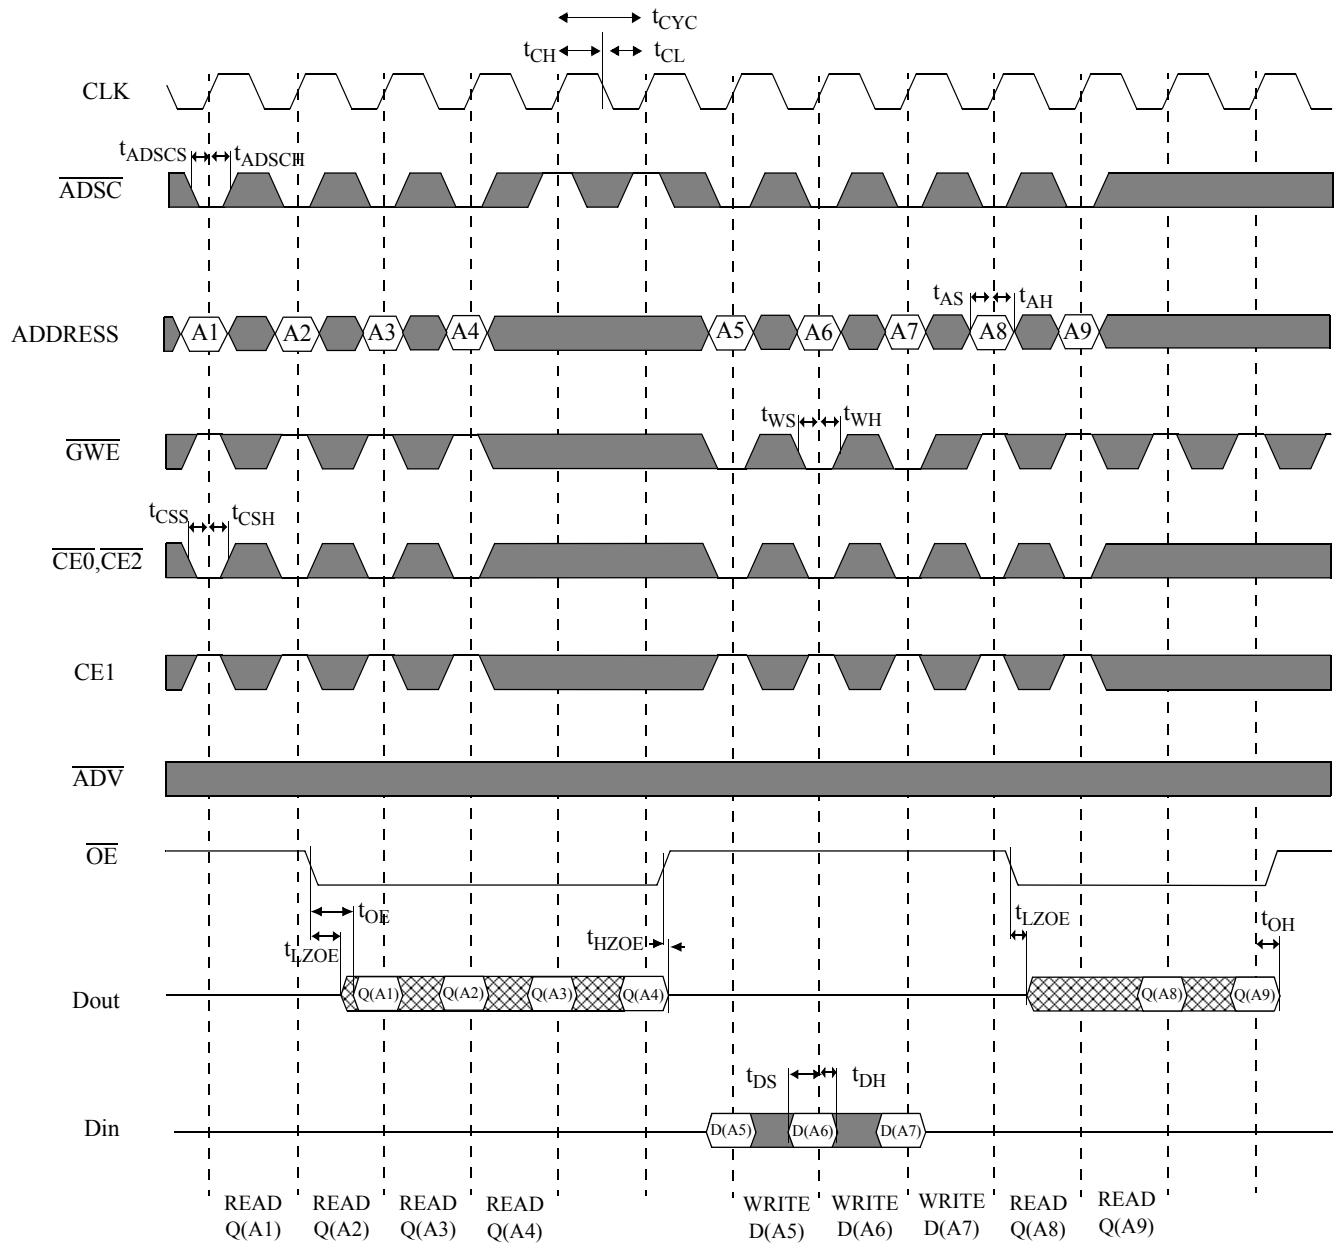 tCYC
tCH tCL
CLK
tADSCS tADSCH
ADSC
tAS tAH
ADDRESS A1 A2 A3 A4 A5 A6 A7 A8 A9
tWS tWH
GWE
tCSS tCSH
CE0,CE2
CE1
ADV
OE
tOE tLZOE
tLZOE tHZOE tOH
Dout Q(A1) Q(A2) Q(A3) Q(A4) Q(A8) Q(A9)
tDS tDH
Din D(A5) D(A6) D(A7)
READ READ READ READ WRITE WRITE WRITE READ READ
Q(A1) Q(A2) Q(A3) Q(A4) D(A5) D(A6) D(A7) Q(A8) Q(A9)